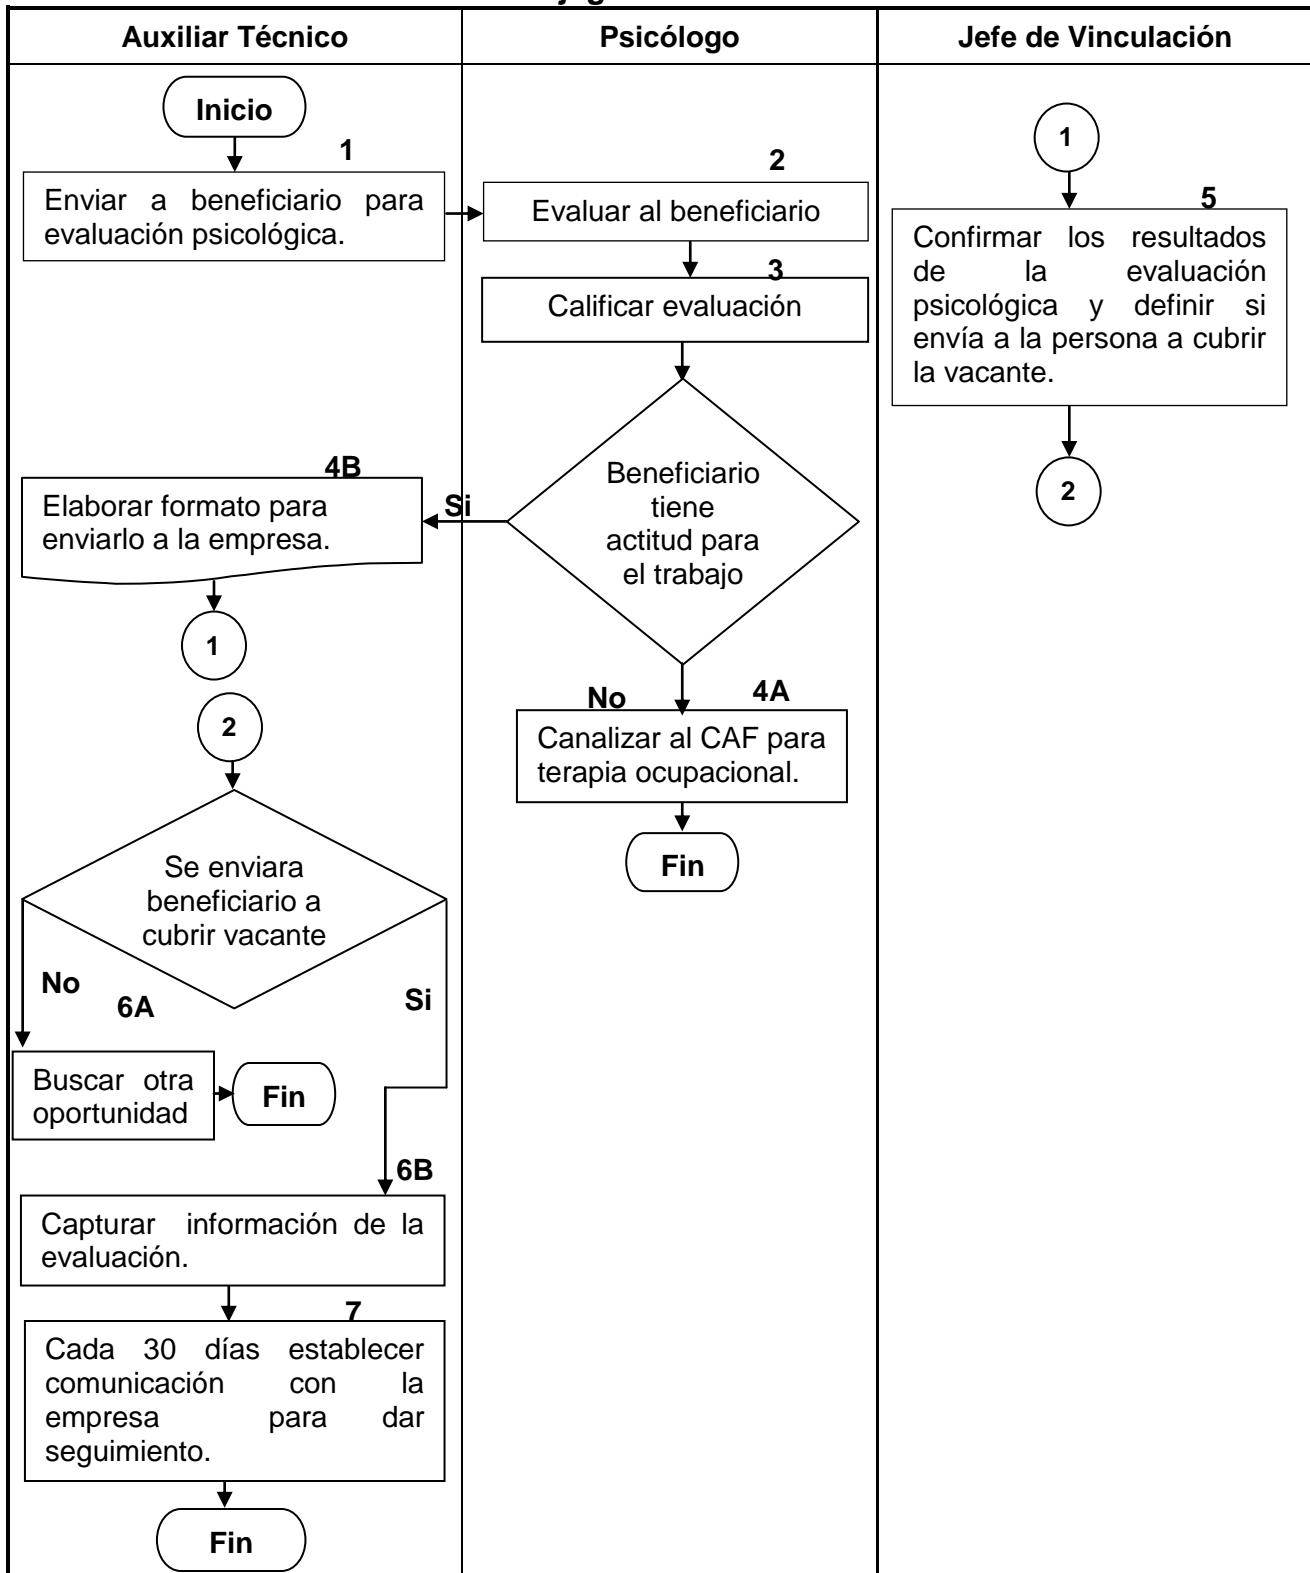 Auxiliar Técnico
Psicólogo
Jefe de Vinculación
Inicio
1
Enviar a beneficiario para
evaluación psicológica.
2
Evaluar al beneficiario
3
Calificar evaluación
Beneficiario
tiene
actitud para
el trabajo
Si
4B
Elaborar formato para
enviarlo a la empresa.
1
No
4A
Canalizar al CAF para
terapia ocupacional.
Fin
1
5
Confirmar los resultados
de la evaluación
psicológica y definir si
envía a la persona a cubrir
la vacante.
2
2
Se enviara
beneficiario a
cubrir vacante
No
6A
Si
Buscar otra
oportunidad
Fin
6B
Capturar información de la
evaluación.
7
Cada 30 días establecer
comunicación con la
empresa para dar
seguimiento.
Fin